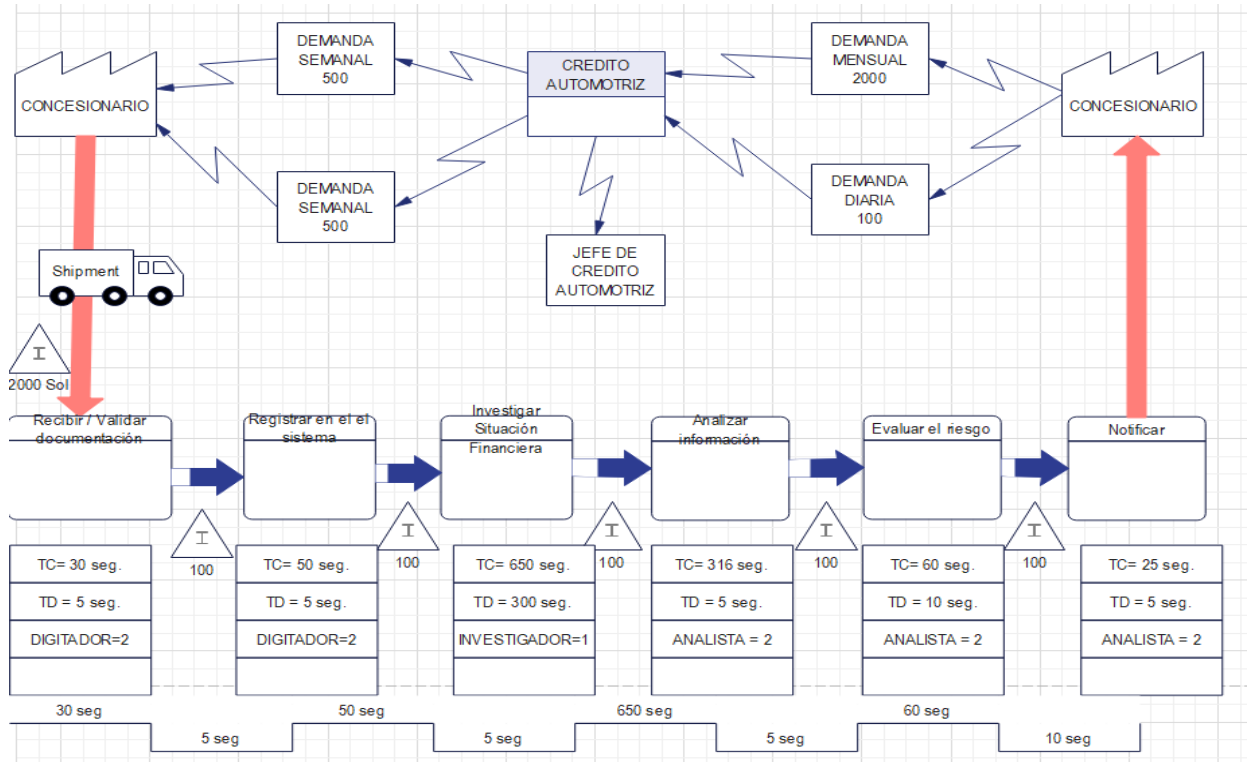 DEMANDA
SEMANAL
500
CREDITO
AUTOMOTRIZ
DEMANDA
MENSUAL
2000
CONCESIONARIO
CONCESIONARIO
DEMANDA
SEMANAL
500
DEMANDA
DIARIA
100
JEFE DE
CREDITO
AUTOMOTRIZ
Shipment
I
2000 Sol
Recibir / Validar
documentación
Registrar en el el
sistema
Investigar
Situación
Financiera
Analizar
información
Evaluar el riesgo
Notificar
I
100
I
100
I
100
I
100
I
100
TC= 30 seg.
TD = 5 seg.
DIGITADOR=2
TC= 50 seg.
TD = 5 seg.
DIGITADOR=2
TC= 650 seg.
TD = 300 seg.
INVESTIGADOR=1
TC= 316 seg.
TD = 5 seg.
ANALISTA = 2
TC= 60 seg.
TD = 10 seg.
ANALISTA = 2
TC= 25 seg.
TD = 5 seg.
ANALISTA = 2
30 seg
50 seg
650 seg
60 seg
5 seg
5 seg
5 seg
10 seg